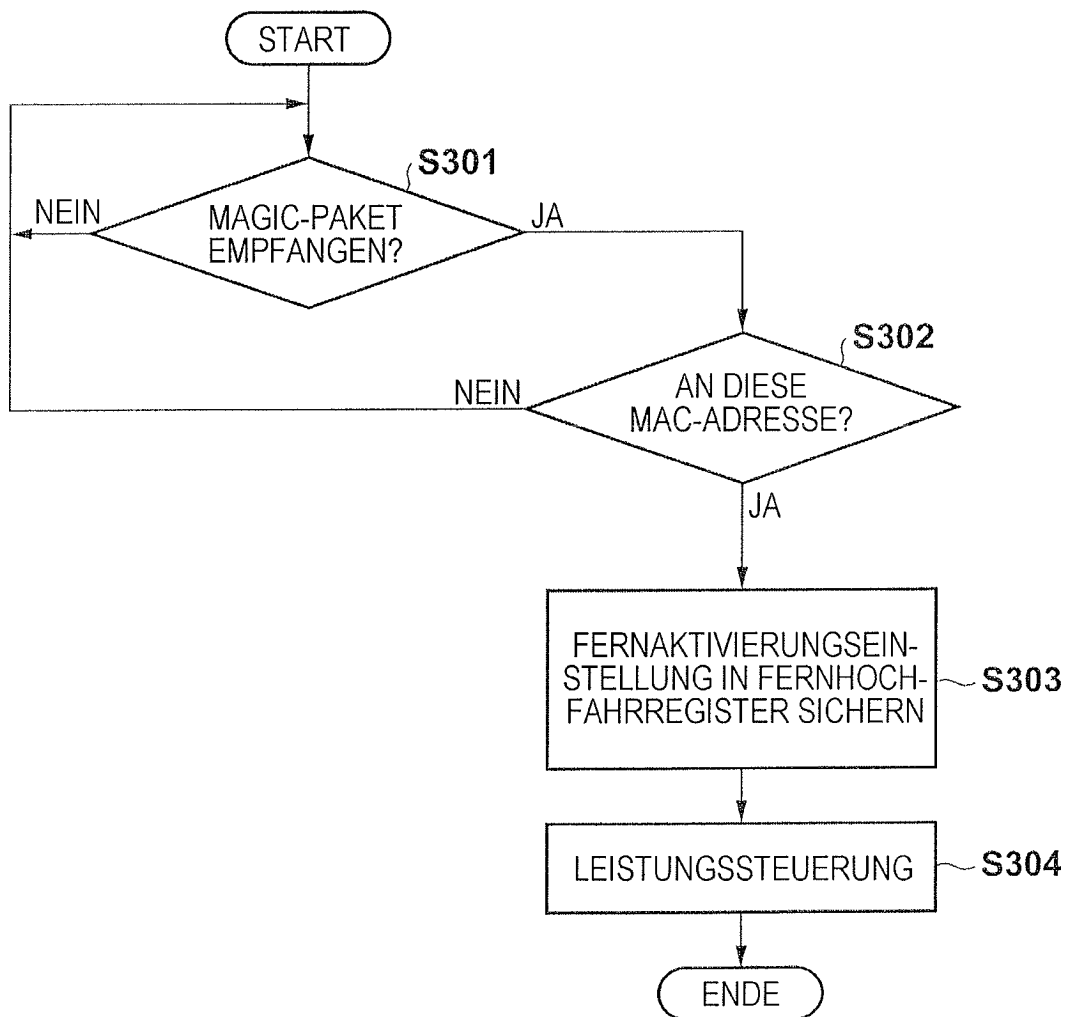 START
S301
NEIN
MAGIC-PAKET
EMPFANGEN?
JA
S302
NEIN
AN DIESE
MAC-ADRESSE?
JA
FERNAKTIVIERUNGSEIN-
STELLUNG IN FERNHOCH-
FAHRREGISTER SICHERN
S303
LEISTUNGSSTEUERUNG
S304
ENDE